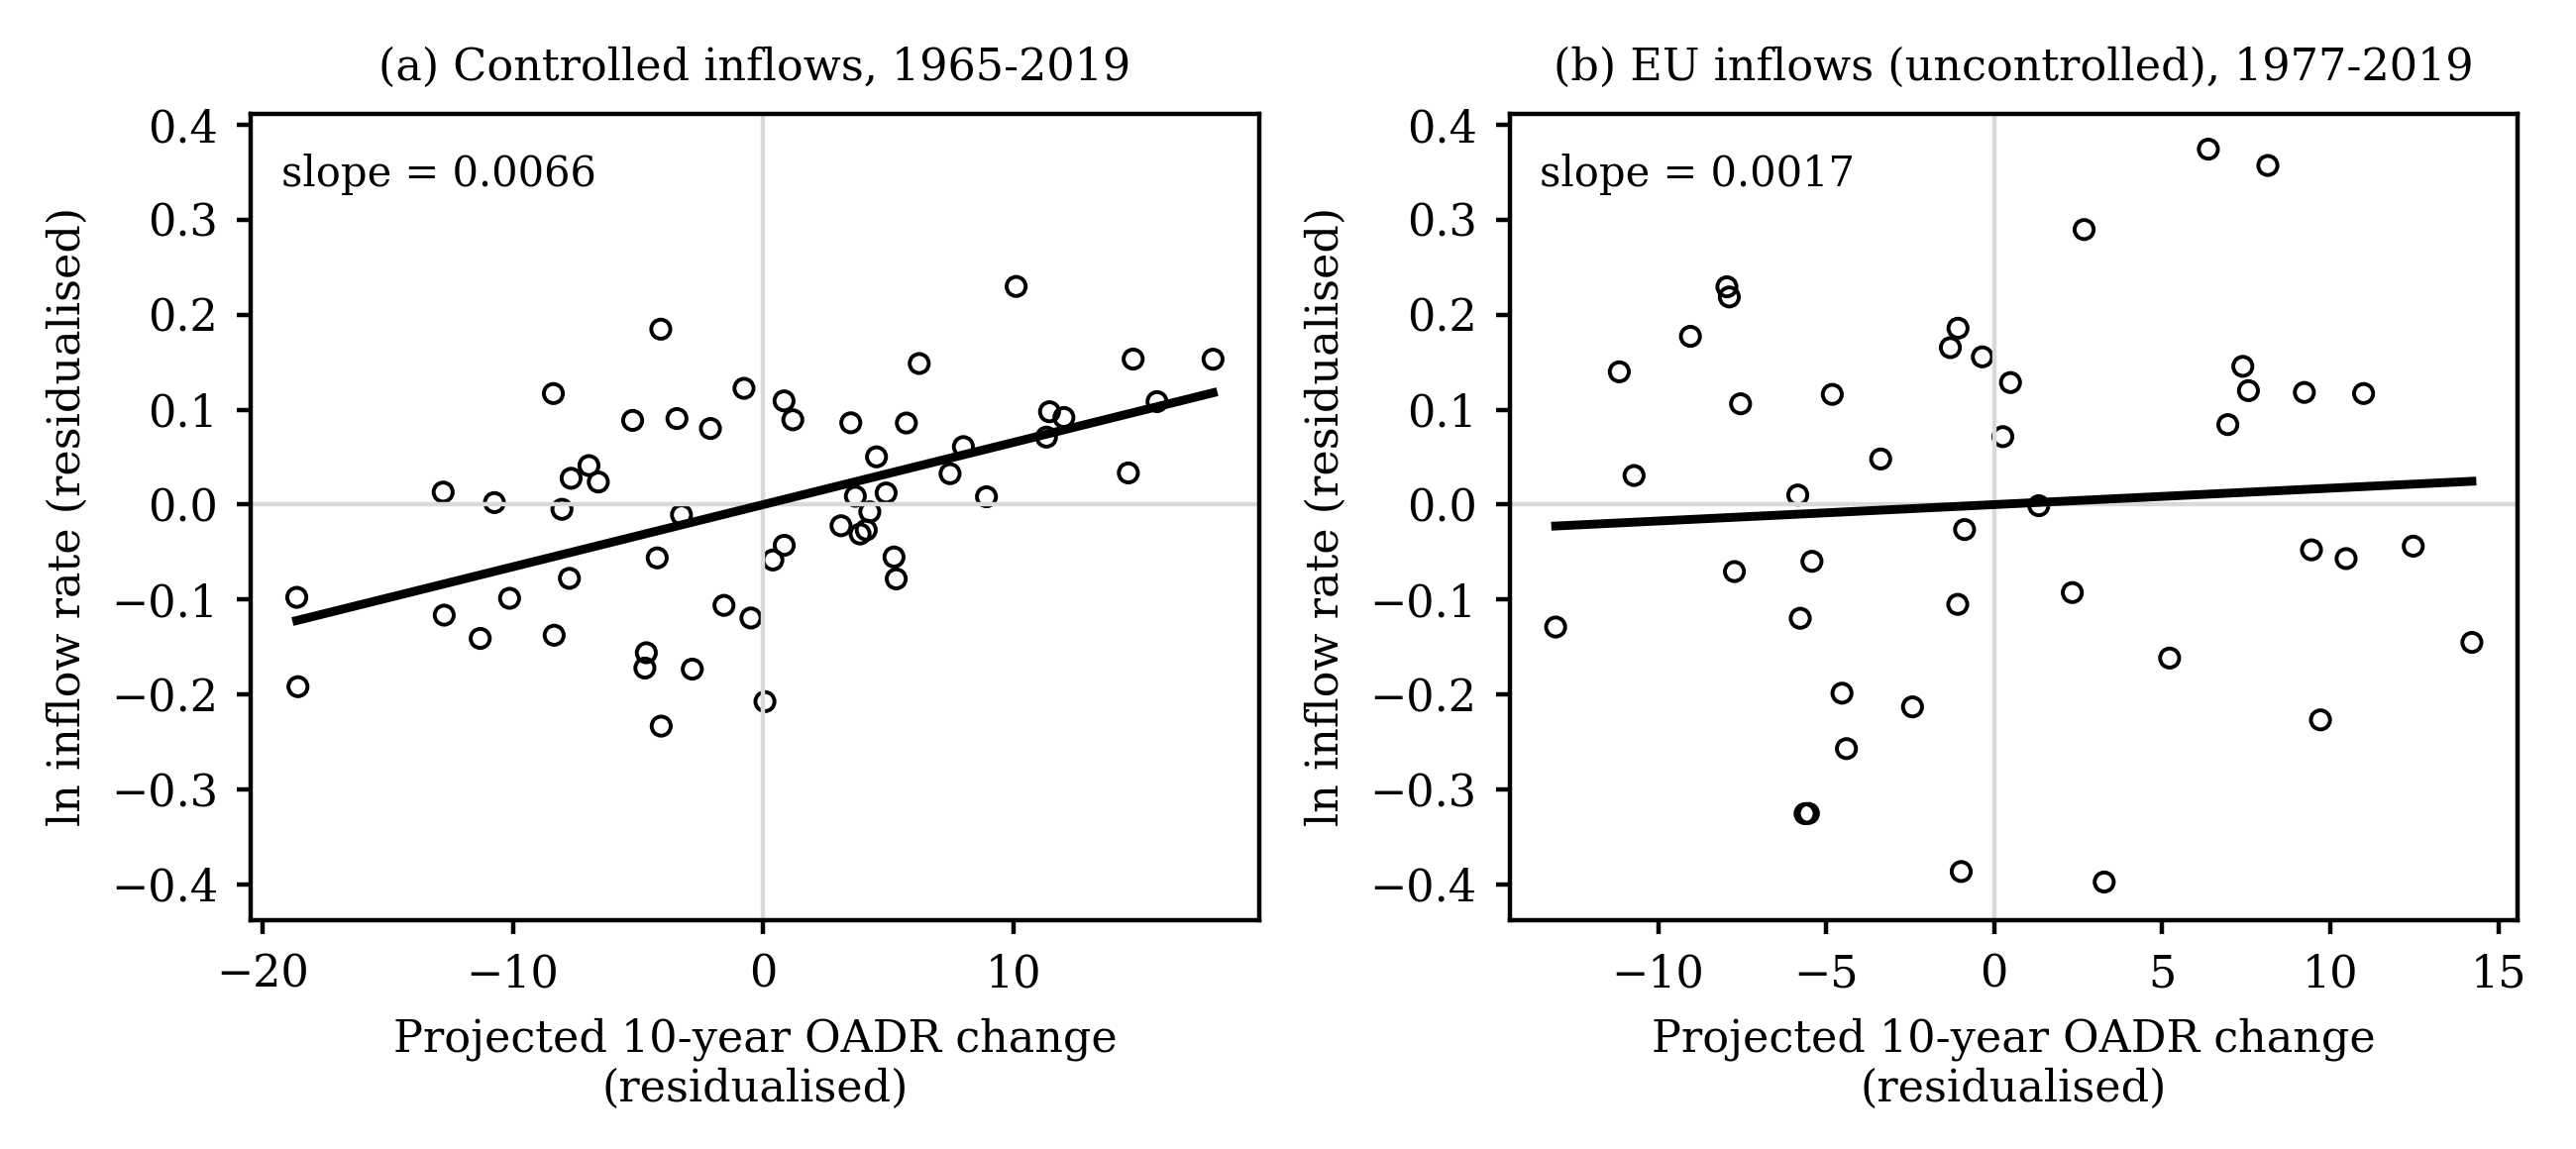 (a) Controlled inflows, 1965-2019
slope = 0.0066
ln inflow rate (residualised)
0.4
0.3
0.2
0.1
0.0
−0.1
−0.2
−0.3
−0.4
−20 −10 0 10
Projected 10-year OADR change
(residualised)
(b) EU inflows (uncontrolled), 1977-2019
slope = 0.0017
ln inflow rate (residualised)
0.4
0.3
0.2
0.1
0.0
−0.1
−0.2
−0.3
−0.4
−10 −5 0 5 10 15
Projected 10-year OADR change
(residualised)